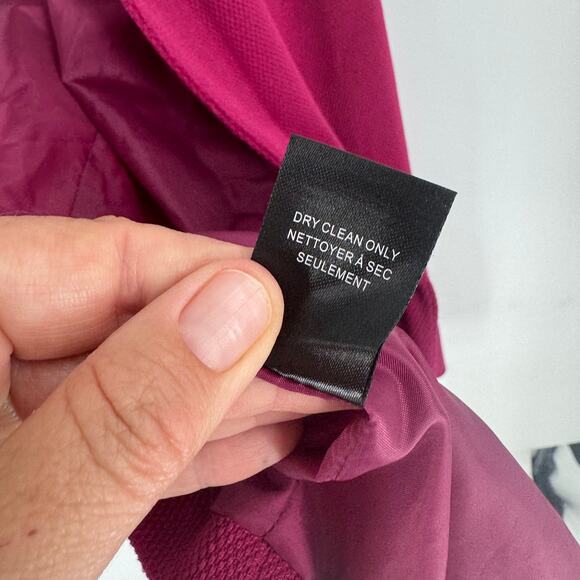 DRY CLEAN ONLY
NETTOYER À SEC
SEULEMENT